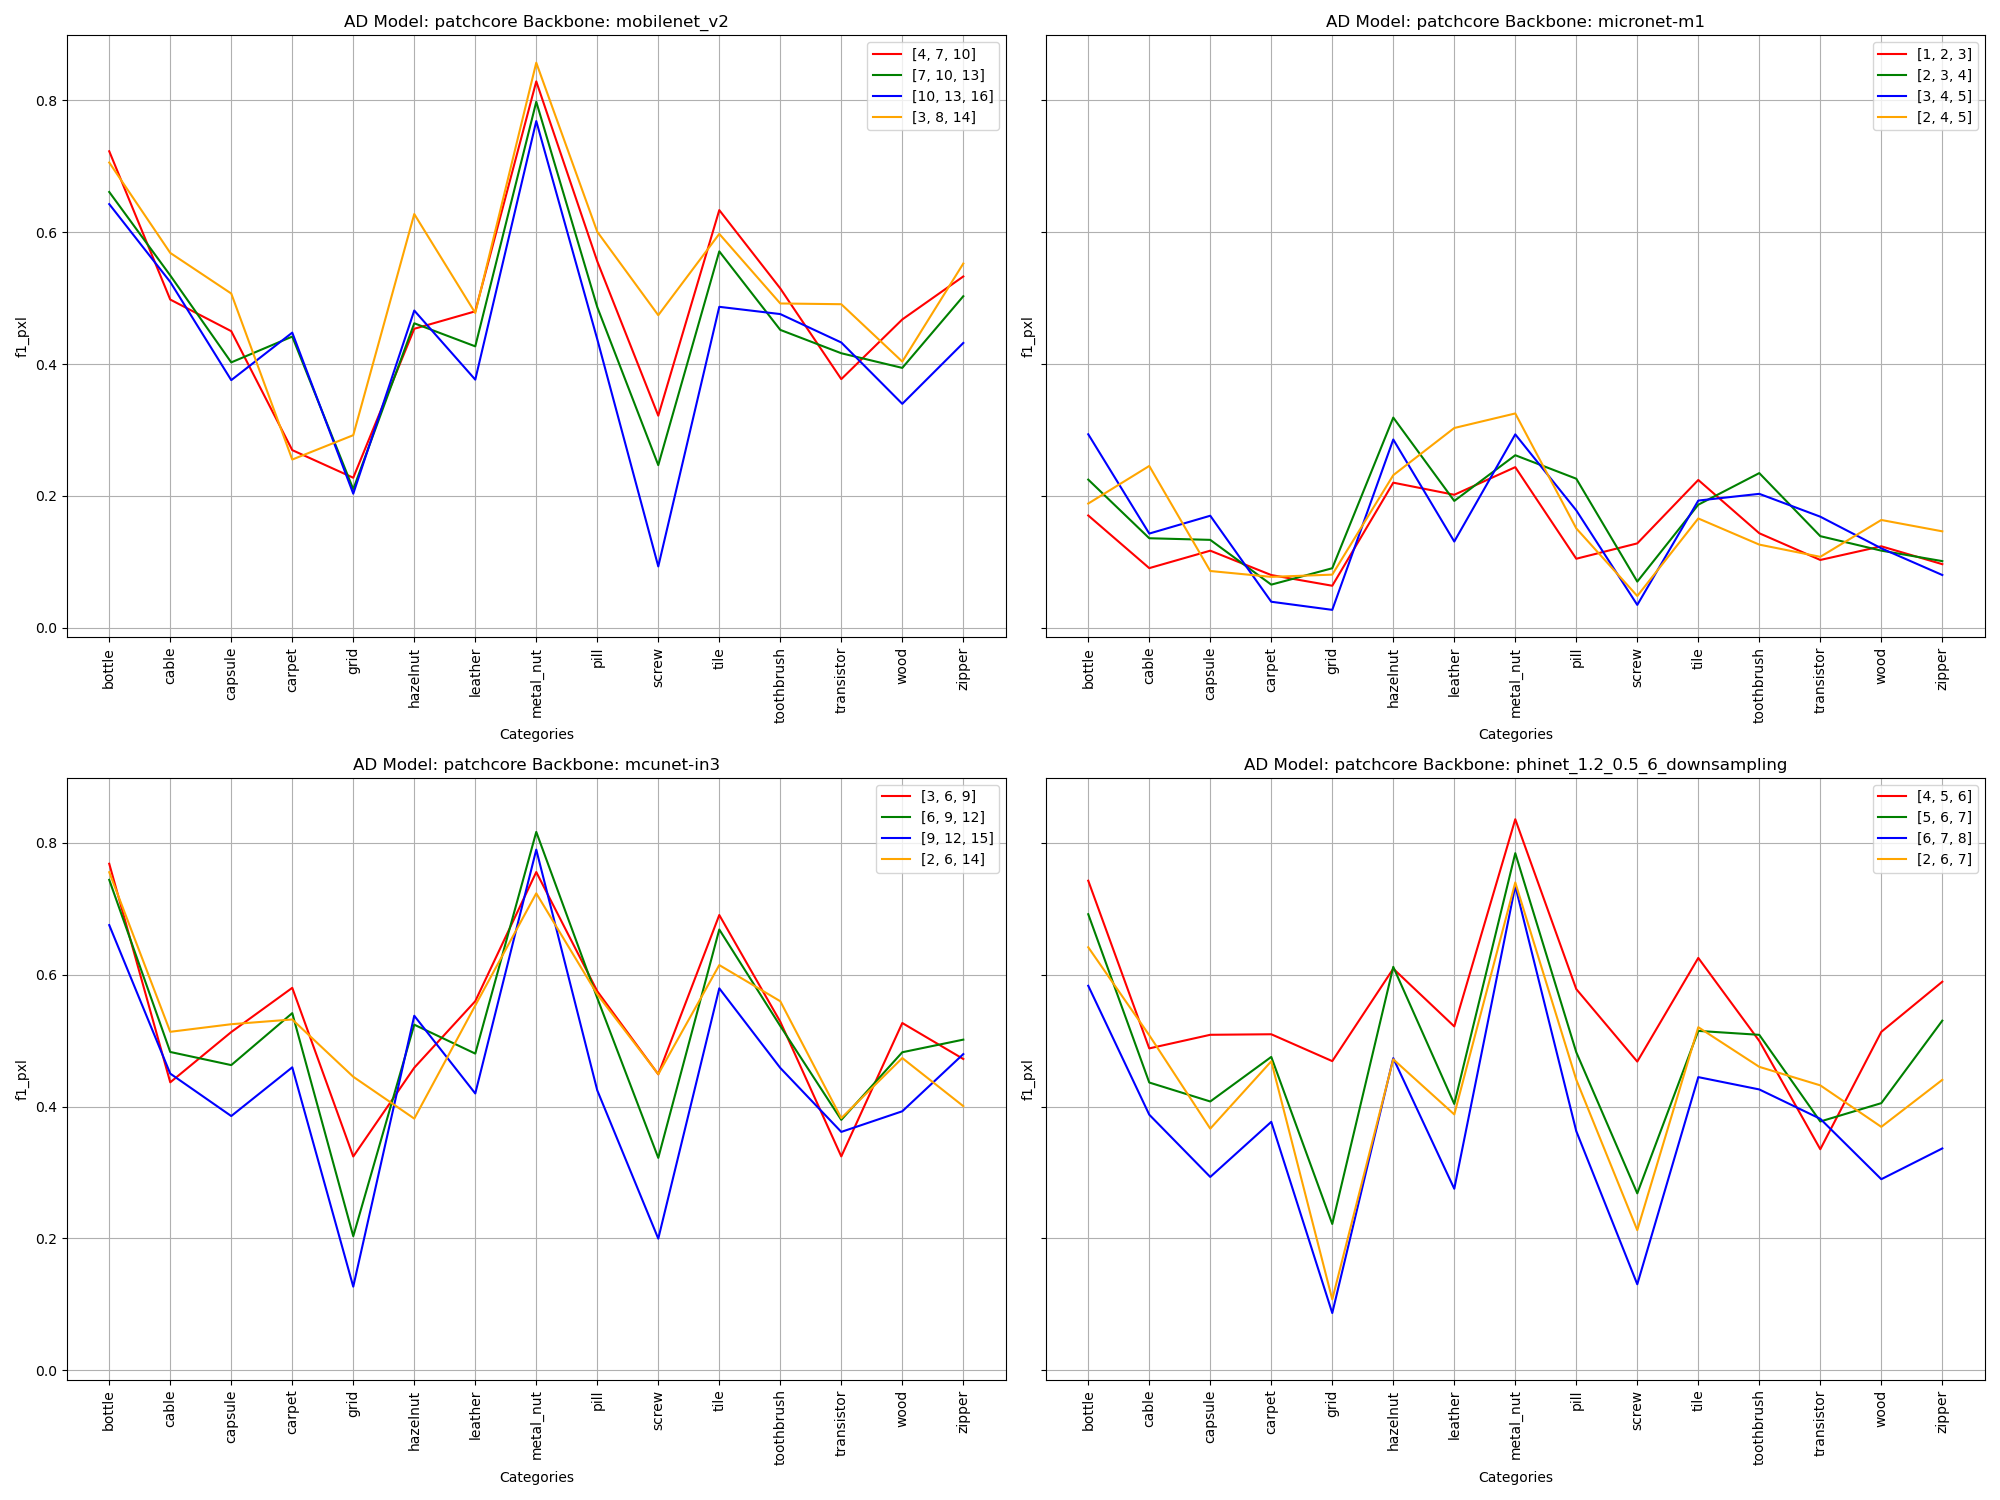 AD Model: patchcore Backbone: mobilenet_v2
[4, 7, 10]
[7, 10, 13]
[10, 13, 16]
[3, 8, 14]
f1_pxl
0.8
0.6
0.4
0.2
0.0
bottle
cable
capsule
carpet
grid
hazelnut
leather
metal_nut
pill
screw
tile
toothbrush
transistor
wood
zipper
Categories
AD Model: patchcore Backbone: micronet-m1
[1, 2, 3]
[2, 3, 4]
[3, 4, 5]
[2, 4, 5]
f1_pxl
bottle
cable
capsule
carpet
grid
hazelnut
leather
metal_nut
pill
screw
tile
toothbrush
transistor
wood
zipper
Categories
AD Model: patchcore Backbone: mcunet-in3
[3, 6, 9]
[6, 9, 12]
[9, 12, 15]
[2, 6, 14]
f1_pxl
0.8
0.6
0.4
0.2
0.0
bottle
cable
capsule
carpet
grid
hazelnut
leather
metal_nut
pill
screw
tile
toothbrush
transistor
wood
zipper
Categories
AD Model: patchcore Backbone: phinet_1.2_0.5_6_downsampling
[4, 5, 6]
[5, 6, 7]
[6, 7, 8]
[2, 6, 7]
f1_pxl
bottle
cable
capsule
carpet
grid
hazelnut
leather
metal_nut
pill
screw
tile
toothbrush
transistor
wood
zipper
Categories